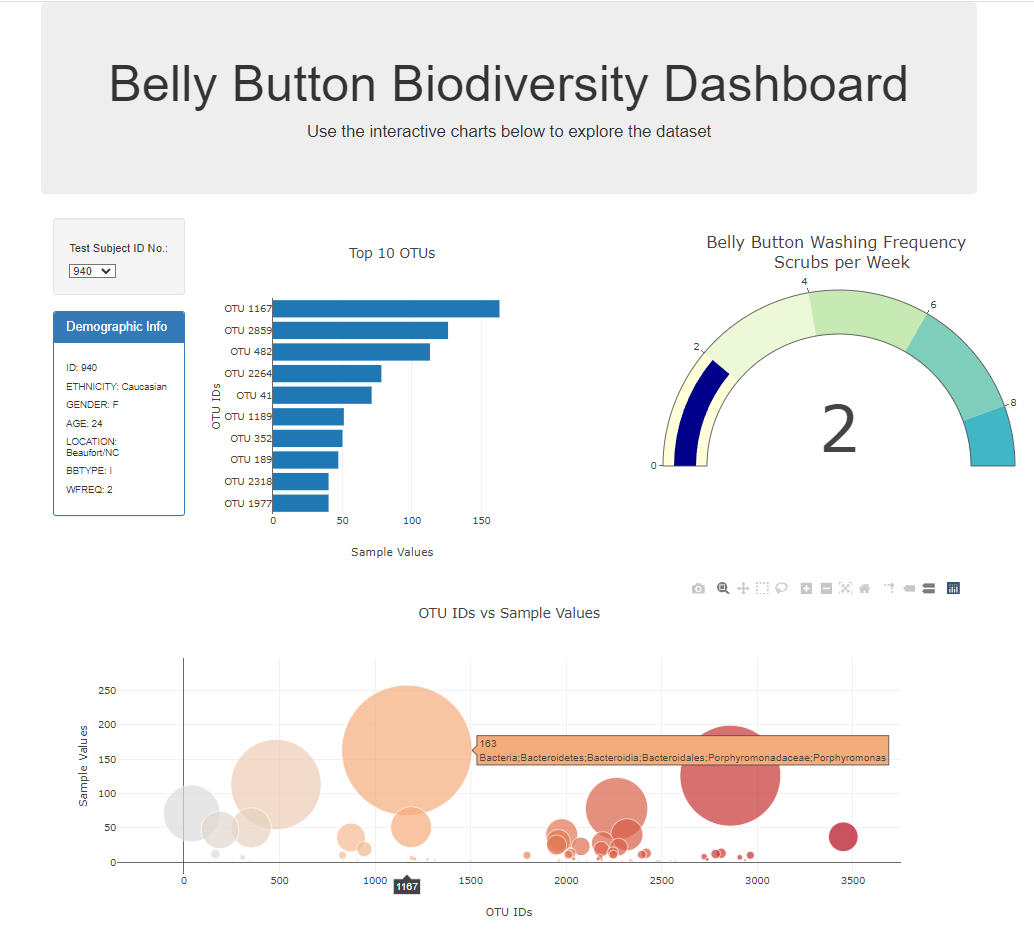 Belly Button Biodiversity Dashboard
Use the interactive charts below to explore the dataset
Test Subject ID No.:
940
Demographic Info
ID: 940
ETHNICITY: Caucasian
GENDER: F
AGE: 24
LOCATION:
Beaufort/NC
BBTYPE: I
WFREQ: 2
Top 10 OTUs
OTU IDs
OTU 1167
OTU 2859
OTU 482
OTU 2264
OTU 41
OTU 1189
OTU 352
OTU 189
OTU 2318
OTU 1977
0 50 100 150
Sample Values
Belly Button Washing Frequency
Scrubs per Week
0
2
4
6
8
2
OTU IDs vs Sample Values
Sample Values
250
200
150
100
50
0
163
Bacteria;Bacteroidetes;Bacteroidia;Bacteroidales;Porphyromonadaceae;Porphyromonas
0 500 1000 1500 2000 2500 3000 3500
1167
OTU IDs